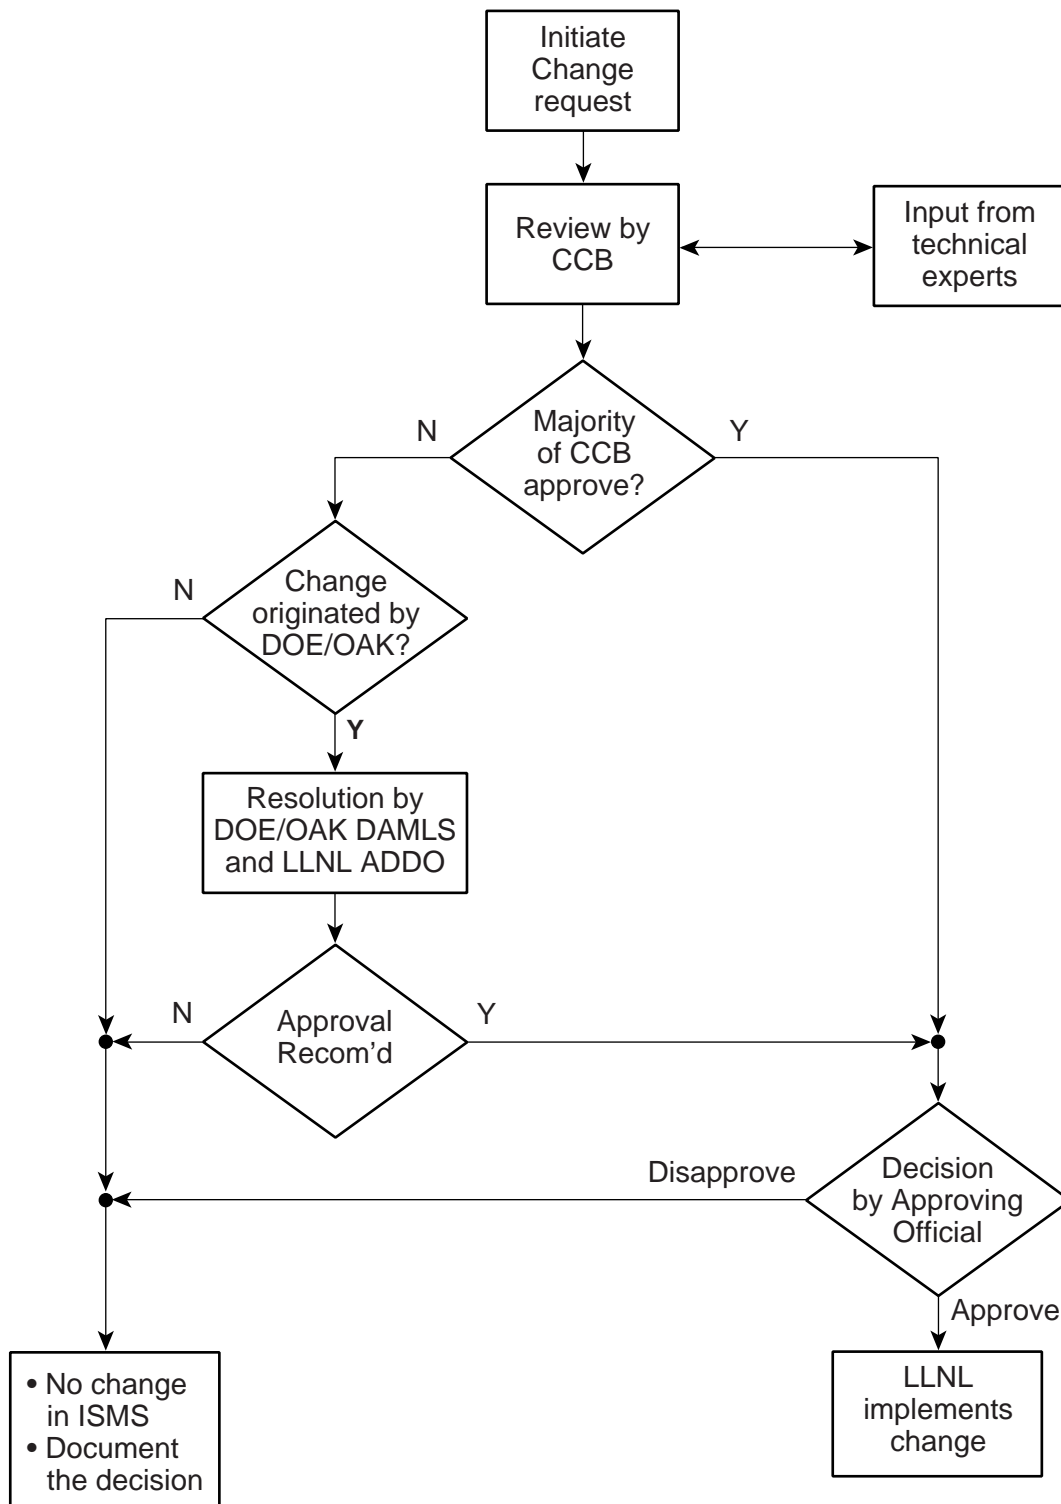 Initiate
Change
request
Review by
CCB
Input from
technical
experts
Majority
of CCB
approve?
N
Y
Change
originated by
DOE/OAK?
N
Y
Resolution by
DOE/OAK DAMLS
and LLNL ADDO
Approval
Recom’d
N
Y
Decision
by Approving
Official
Disapprove
Approve
• No change
in ISMS
• Document
the decision
LLNL
implements
change